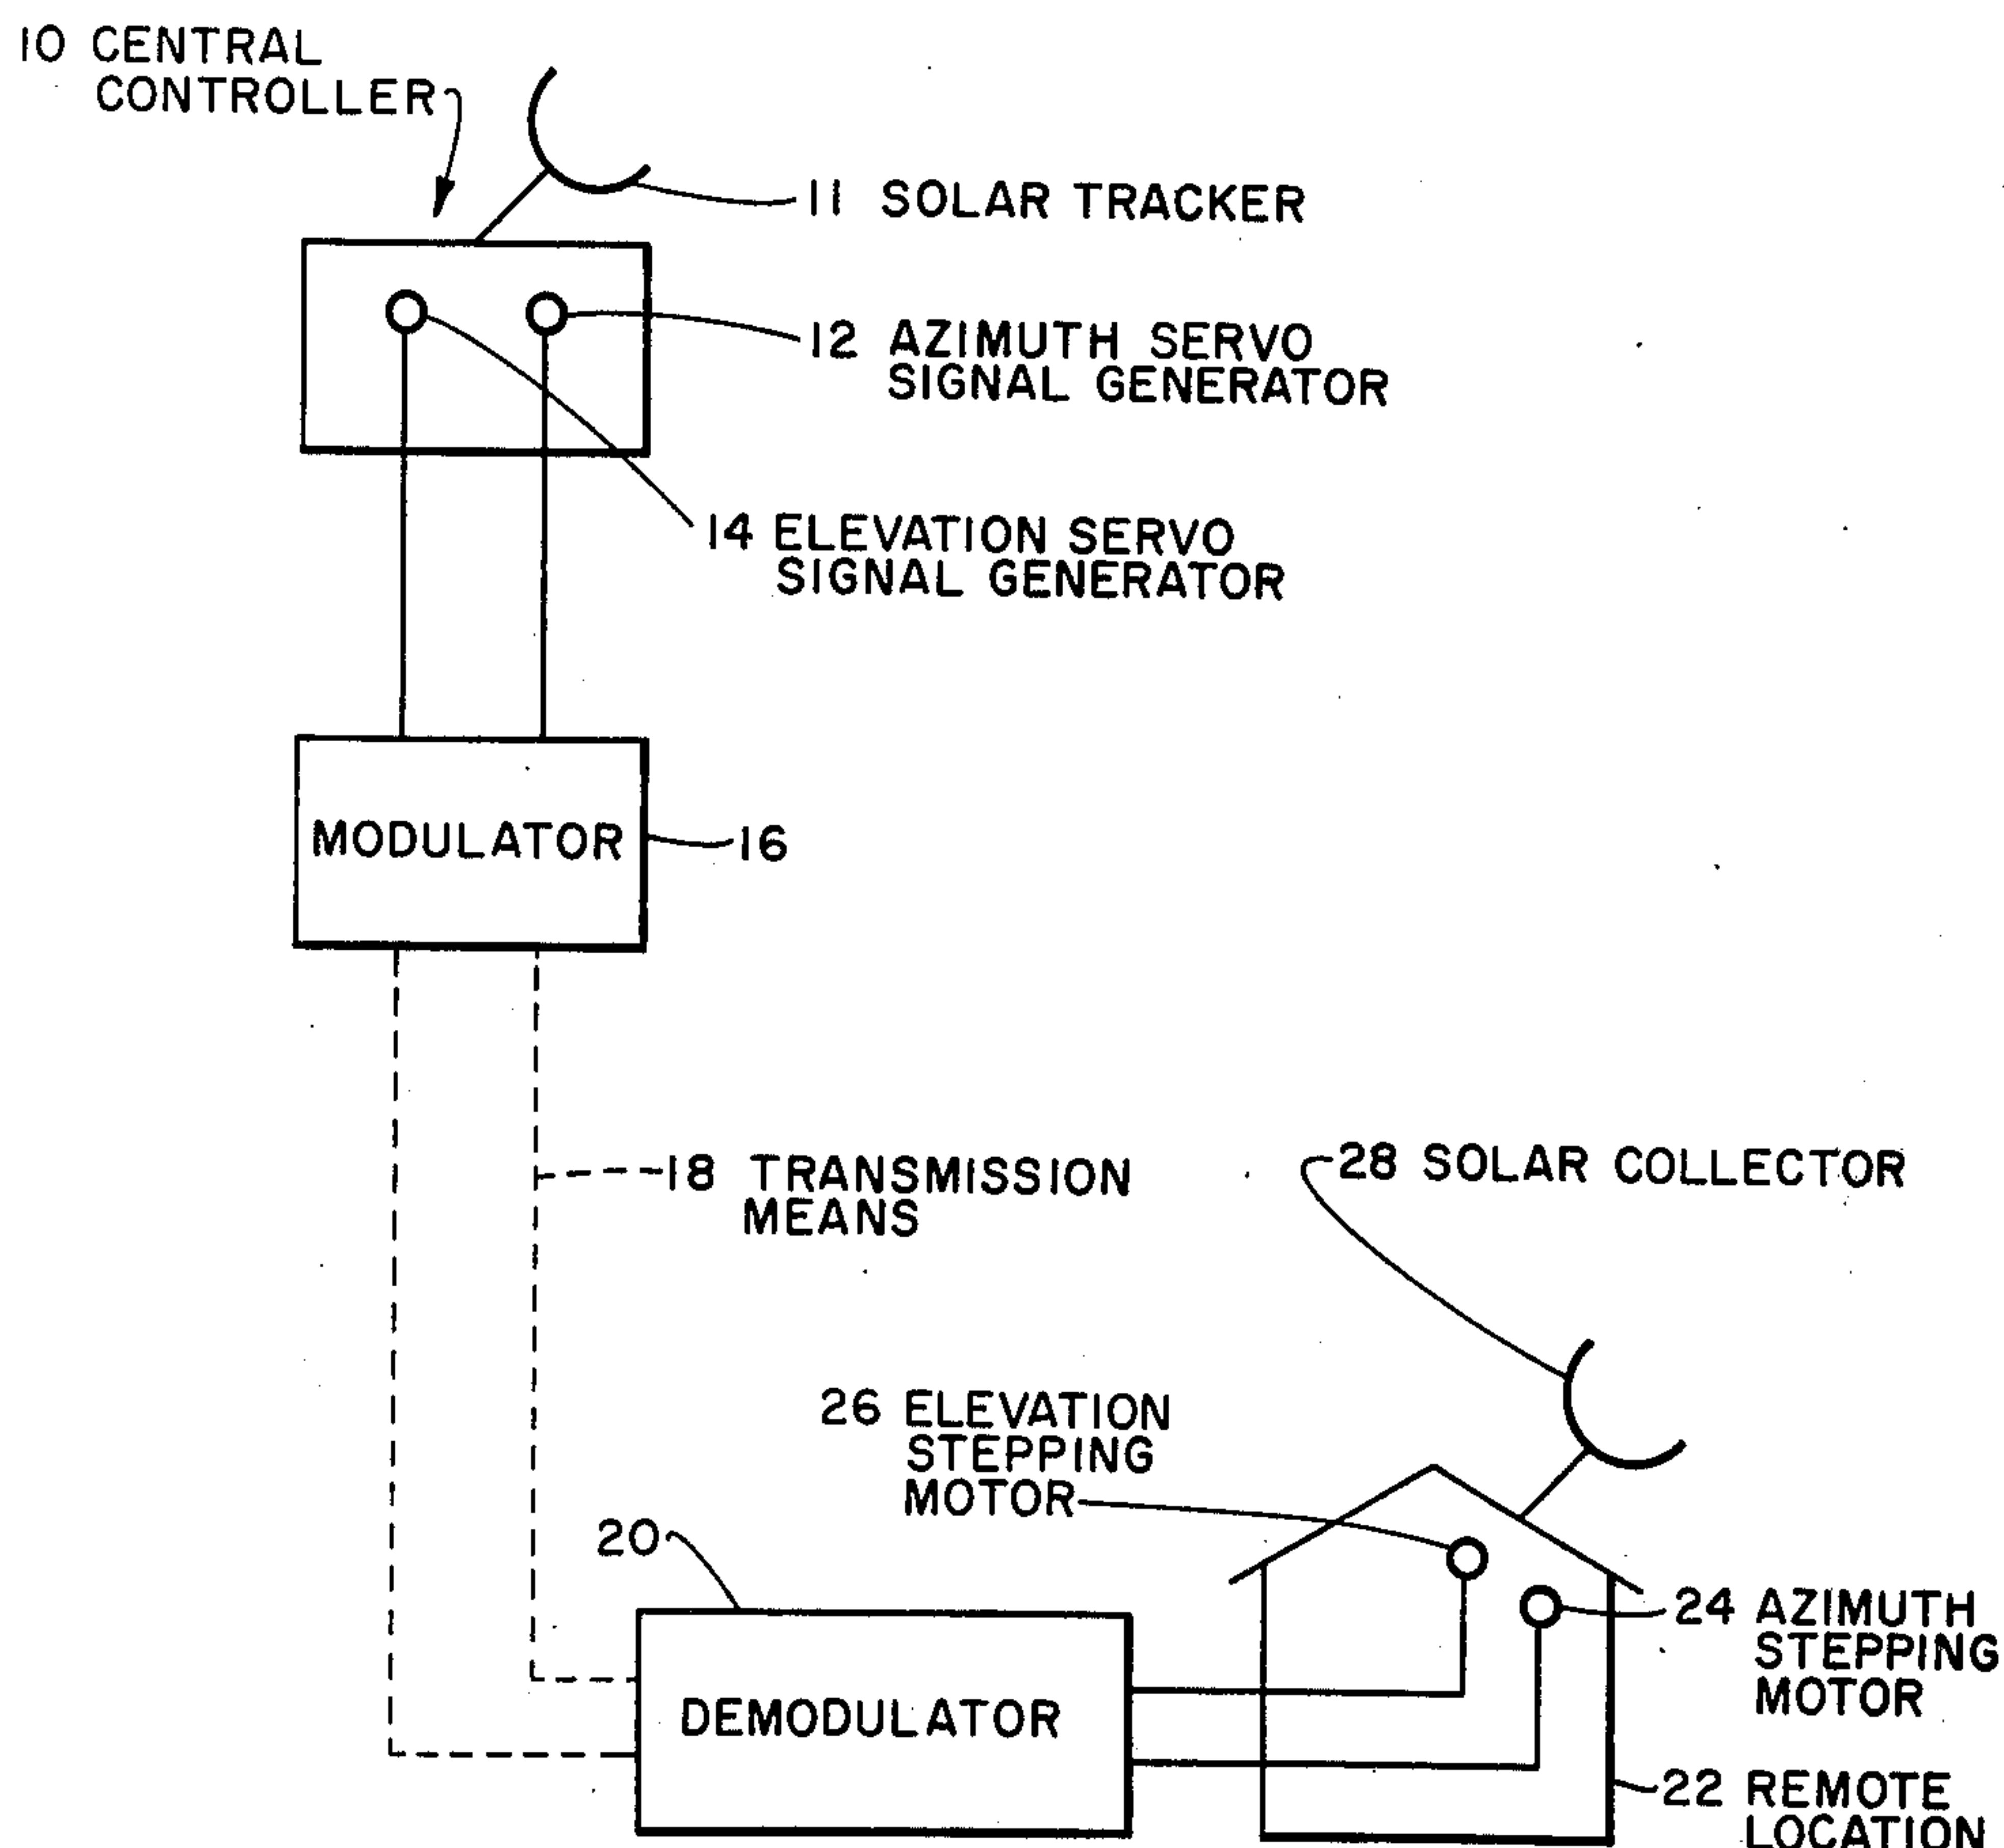 10 CENTRAL
CONTROLLER
11 SOLAR TRACKER
12 AZIMUTH SERVO
SIGNAL GENERATOR
14 ELEVATION SERVO
SIGNAL GENERATOR
MODULATOR
16
18 TRANSMISSION
MEANS
28 SOLAR COLLECTOR
26 ELEVATION
STEPPING
MOTOR
20
24 AZIMUTH
STEPPING
MOTOR
DEMODULATOR
22 REMOTE
LOCATION